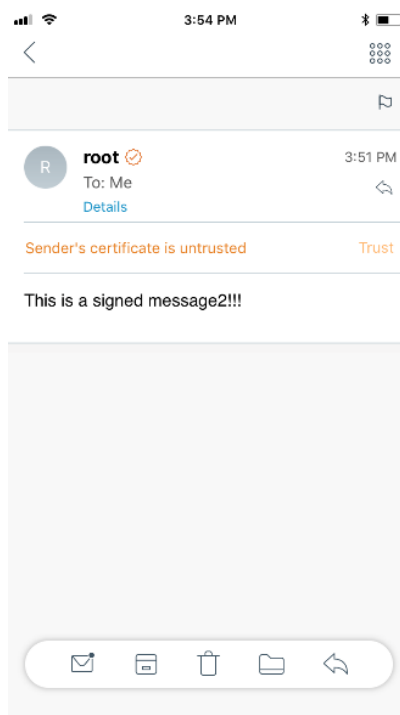 3:54 PM
R
root
3:51 PM
To: Me
Details
Sender's certificate is untrusted
Trust
This is a signed message2!!!